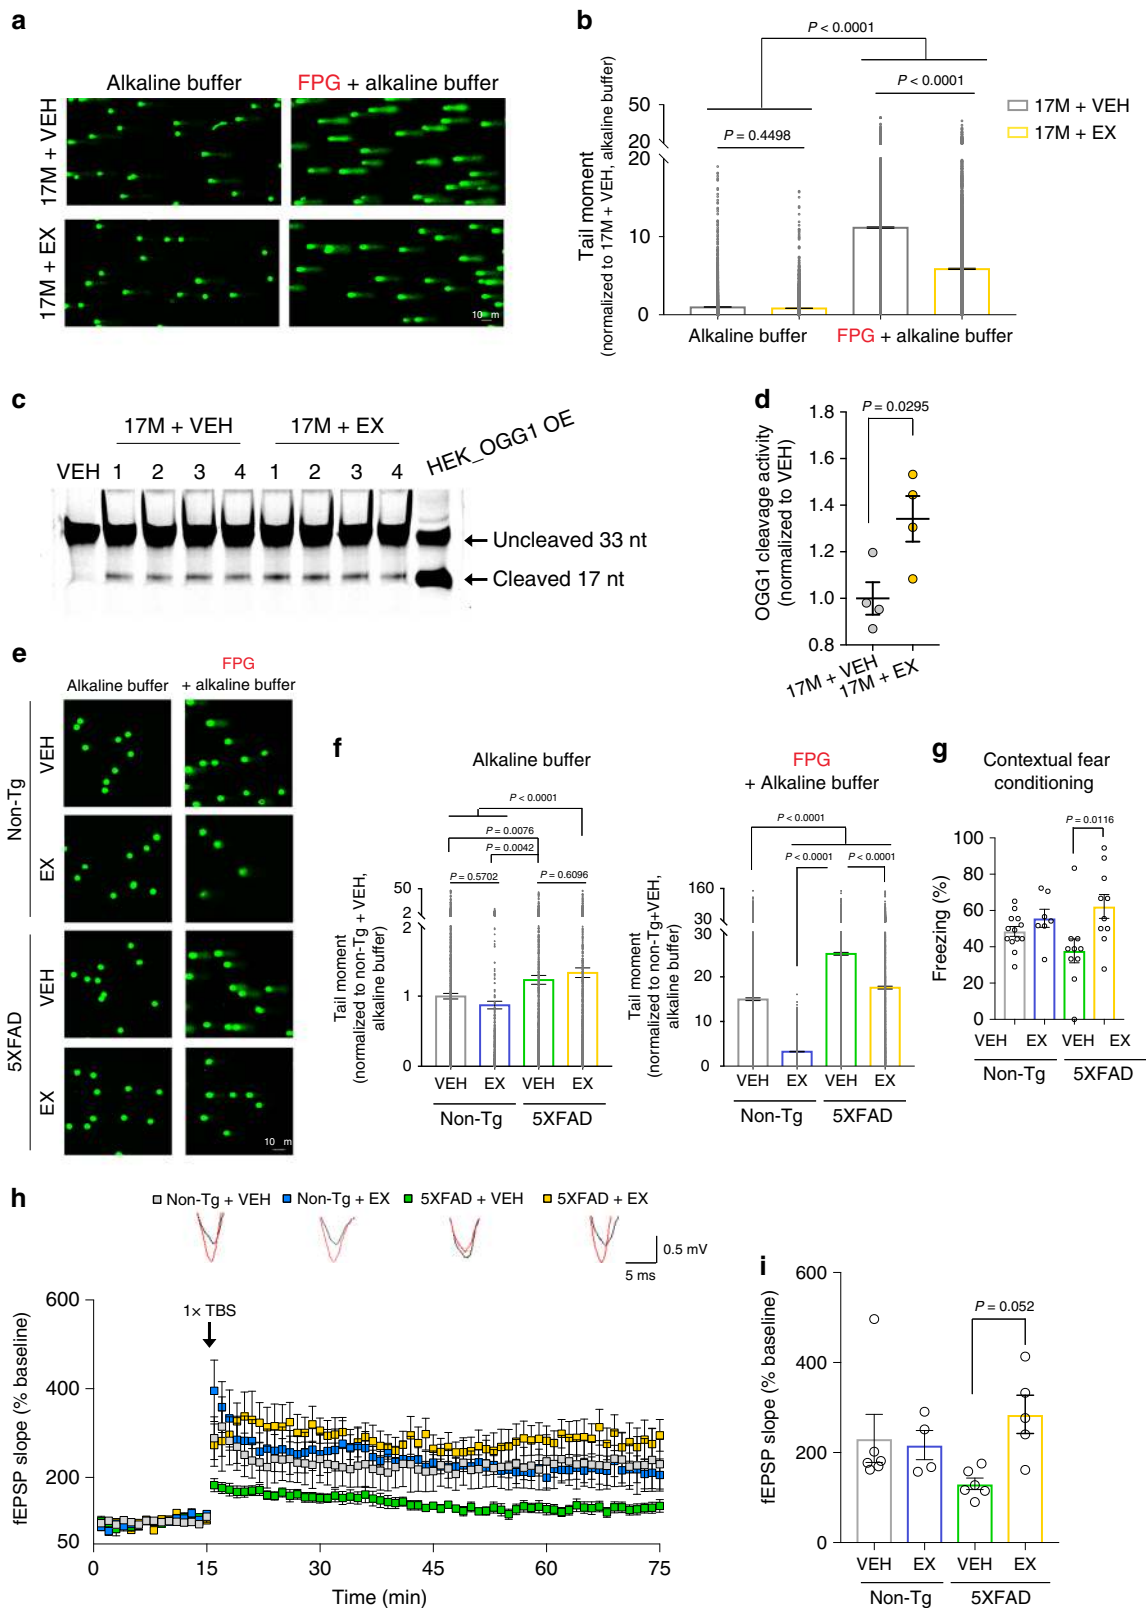 a
Alkaline buffer
FPG + alkaline buffer
17M + VEH
17M + EX
10 m
b
P < 0.0001
P < 0.0001
P = 0.4498
17M + VEH
17M + EX
Tail moment
(normalized to 17M + VEH, alkaline buffer)
50
20
20
10
0
Alkaline buffer
FPG + alkaline buffer
c
17M + VEH
17M + EX
HEK_OGG1 OE
VEH 1 2 3 4 1 2 3 4
Uncleaved 33 nt
Cleaved 17 nt
d
P = 0.0295
OGG1 cleavage activity
(normalized to VEH)
1.8
1.6
1.4
1.2
1.0
0.8
17M + VEH
17M + EX
e
Alkaline buffer
FPG
+ alkaline buffer
Non-Tg
VEH
EX
5XFAD
VEH
EX
10 m
f
Alkaline buffer
P < 0.0001
P = 0.0076
P = 0.0042
P = 0.5702
P = 0.6096
Tail moment
(normalized to non-Tg + VEH,
alkaline buffer)
50
2
2
1
0
VEH EX VEH EX
Non-Tg 5XFAD
FPG
+ Alkaline buffer
P < 0.0001
P < 0.0001
P < 0.0001
Tail moment
(normalized to non-Tg+VEH,
alkaline buffer)
160
30
30
20
10
0
VEH EX VEH EX
Non-Tg 5XFAD
g
Contextual fear
conditioning
P = 0.0116
Freezing (%)
100
80
60
40
20
0
VEH EX VEH EX
Non-Tg 5XFAD
h
Non-Tg + VEH Non-Tg + EX 5XFAD + VEH 5XFAD + EX
0.5 mV
5 ms
1× TBS
fEPSP slope (% baseline)
600
400
200
50
0 15 30 45 60 75
Time (min)
i
P = 0.052
fEPSP slope (% baseline)
600
400
200
0
VEH EX VEH EX
Non-Tg 5XFAD